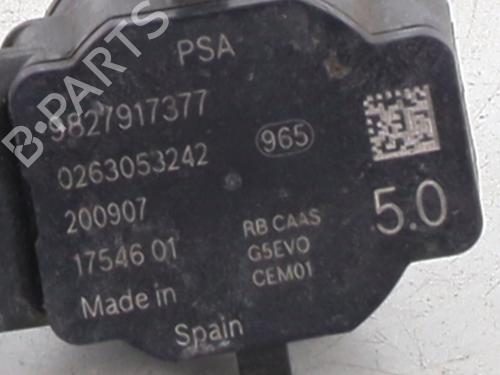 PSA
9827917377
0263053242
965
200907
17546 01
RB CAAS
G5EVO
CEM01
5.0
Made in
Spain
B-PARTS